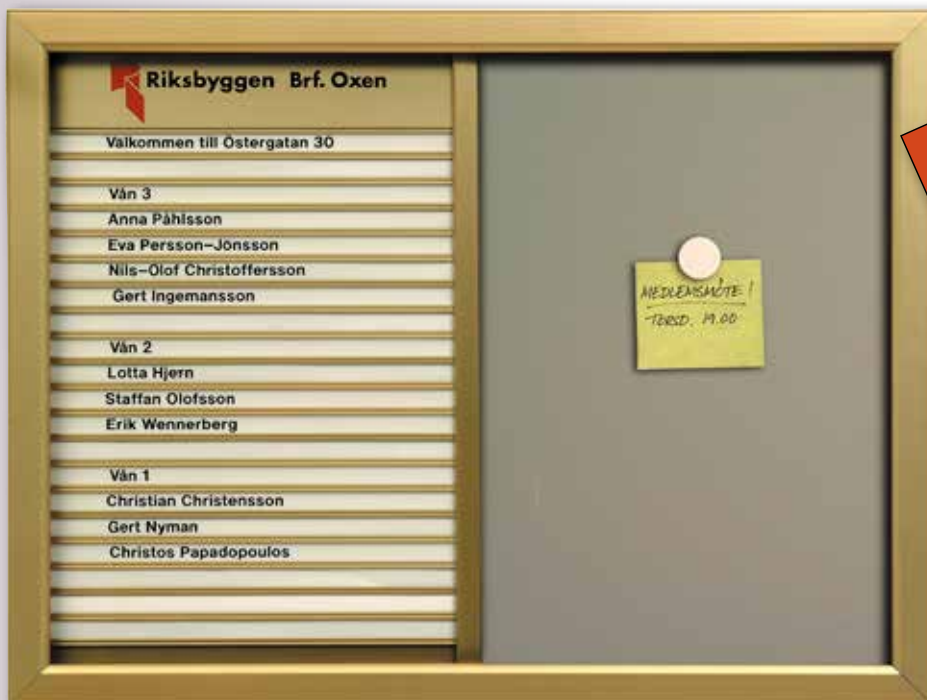 Riksbyggen Brf. Oxen
Välkommen till Östergatan 30
Vån 3
Anna Påhlsson
Eva Persson–Jönsson
Nils–Olof Christoffersson
Gert Ingemansson
Vån 2
Lotta Hjern
Staffan Olofsson
Erik Wennerberg
Vån 1
Christian Christensson
Gert Nyman
Christos Papadopoulos
MEDLEMSMÖTE!
TORSD. 19.00